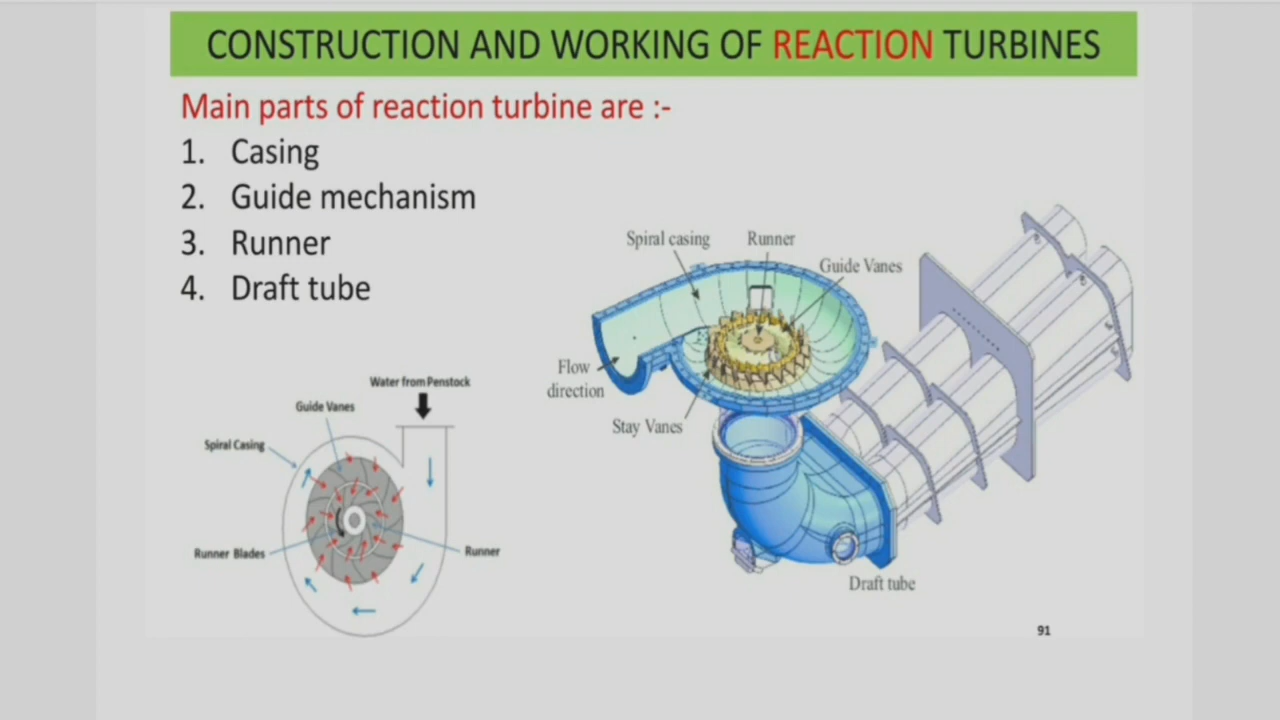 CONSTRUCTION AND WORKING OF REACTION TURBINES
Main parts of reaction turbine are :-
1. Casing
2. Guide mechanism
3. Runner
4. Draft tube
Spiral casing
Runner
Guide Vanes
Flow
direction
Stay Vanes
Draft tube
Water from Penstock
Guide Vanes
Spiral Casing
Runner Blades
Runner
91